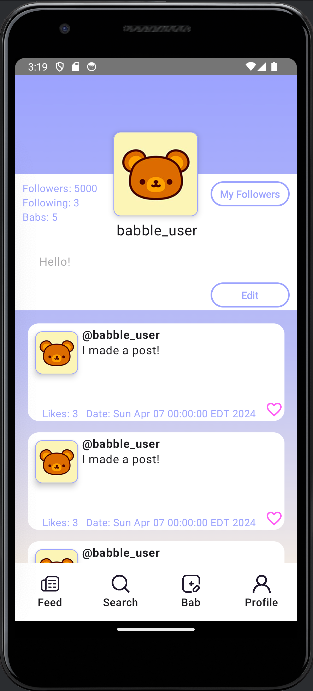 3:19
Followers: 5000
Following: 3
Babs: 5
My Followers
babble_user
Hello!
Edit
@babble_user
I made a post!
Likes: 3 Date: Sun Apr 07 00:00:00 EDT 2024
@babble_user
I made a post!
Likes: 3 Date: Sun Apr 07 00:00:00 EDT 2024
@babble_user
Feed Search Bab Profile